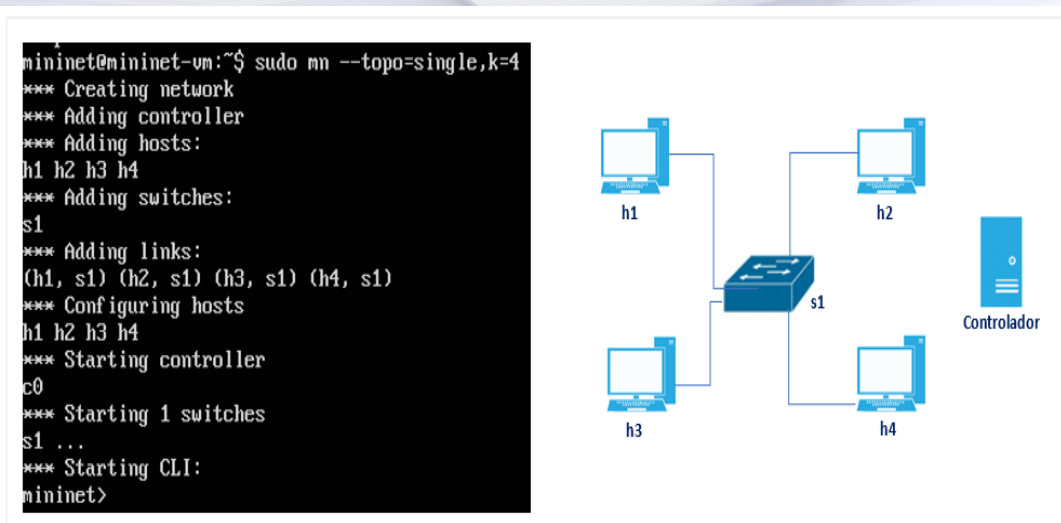 mininet@mininet-vm:~$ sudo mn --topo=single,k=4
*** Creating network
*** Adding controller
*** Adding hosts:
h1 h2 h3 h4
*** Adding switches:
s1
*** Adding links:
(h1, s1) (h2, s1) (h3, s1) (h4, s1)
*** Configuring hosts
h1 h2 h3 h4
*** Starting controller
c0
*** Starting 1 switches
s1 ...
*** Starting CLI:
mininet>
h1
h2
s1
Controlador
h3
h4